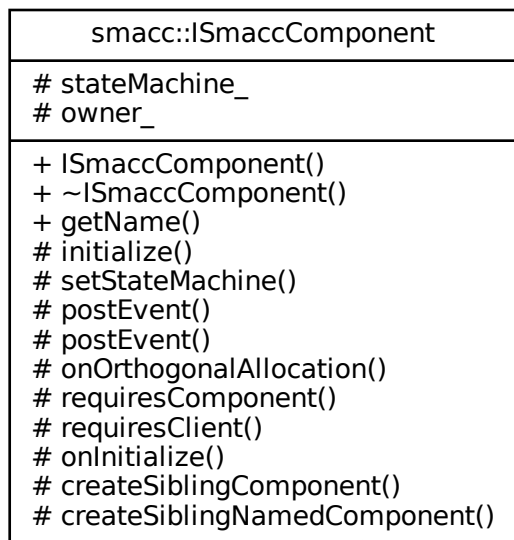 smacc::ISmaccComponent
# stateMachine_
# owner_
+ ISmaccComponent()
+ ~ISmaccComponent()
+ getName()
# initialize()
# setStateMachine()
# postEvent()
# postEvent()
# onOrthogonalAllocation()
# requiresComponent()
# requiresClient()
# onInitialize()
# createSiblingComponent()
# createSiblingNamedComponent()